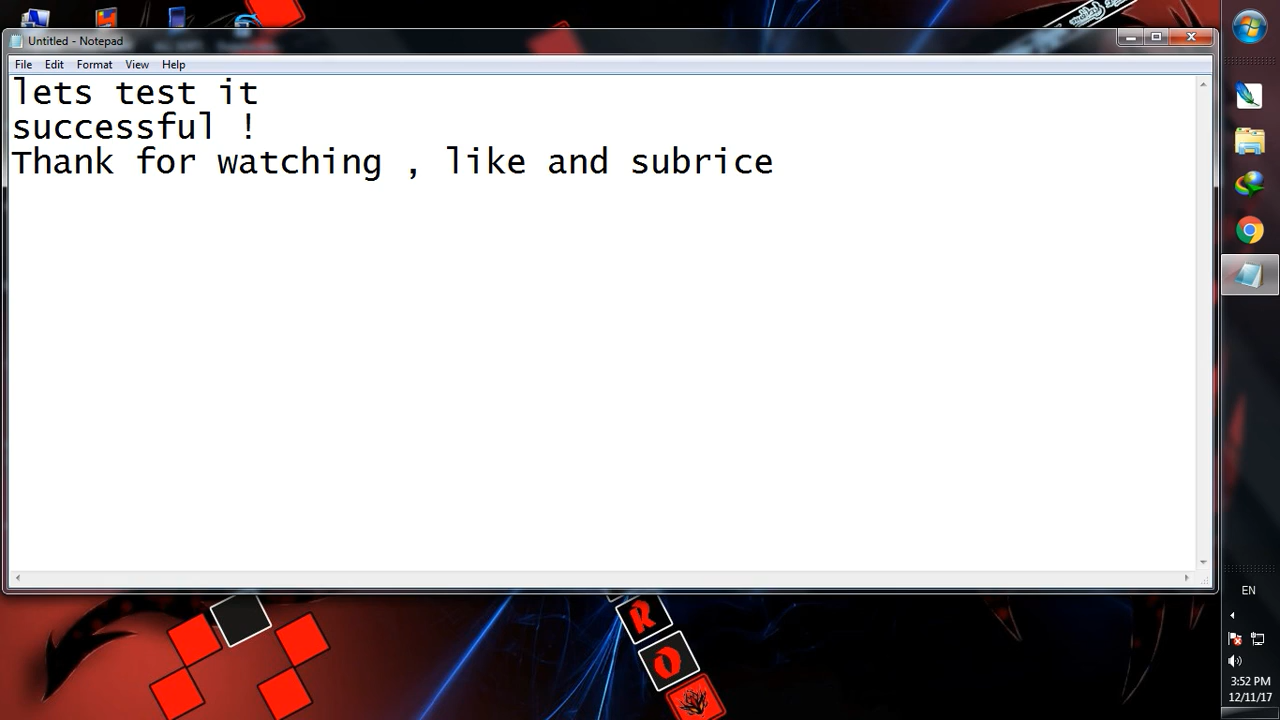 Untitled - Notepad
File Edit Format View Help
lets test it
successful !
Thank for watching , like and subrice
EN
3:52 PM
12/11/17
R
O